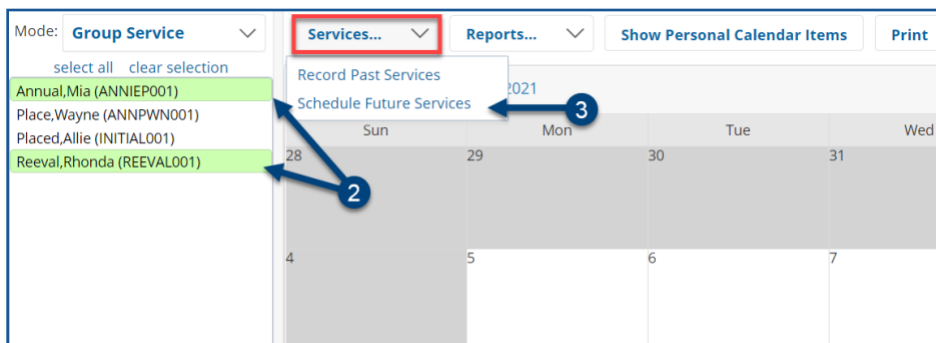 Mode: Group Service
select all clear selection
Annual,Mia (ANNIEP001)
Place,Wayne (ANNPWN001)
Placed,Allie (INITIAL001)
Reeval,Rhonda (REEVAL001)
2
Services... Reports... Show Personal Calendar Items Print
Record Past Services
Schedule Future Services
3
2021
Sun Mon Tue Wed
28 29 30 31
4 5 6 7